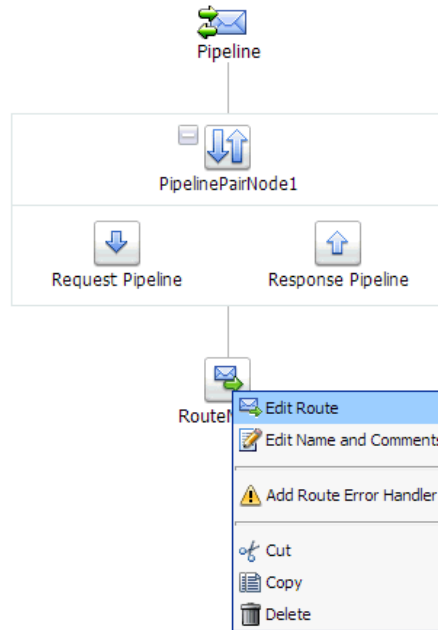 Pipeline
PipelinePairNode1
Request Pipeline
Response Pipeline
Edit Route
Edit Name and Comments
Add Route Error Handler
Cut
Copy
Delete